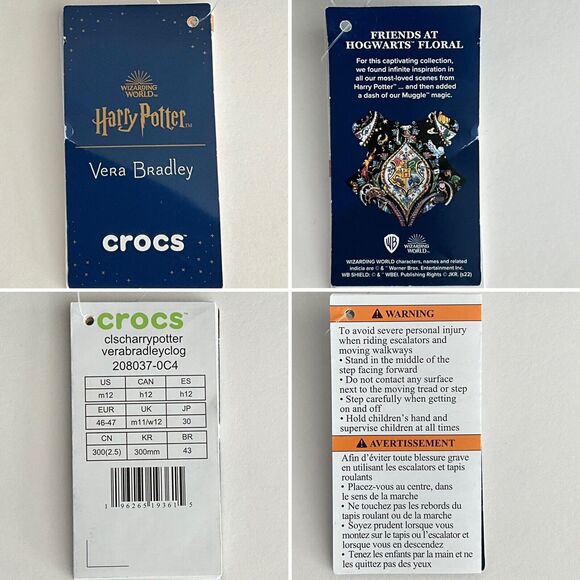 WIZARDING
WORLD™
Harry Potter™
Vera Bradley
crocs™
FRIENDS AT
HOGWARTS™ FLORAL
For this captivating collection,
we found infinite inspiration in
all our most-loved scenes from
Harry Potter™ ... and then added
a dash of our Muggle™ magic.
WB
WIZARDING
WORLD™
WIZARDING WORLD characters, names and related
indicia are © & ™ Warner Bros. Entertainment Inc.
WB SHIELD: © & ™ WBEI. Publishing Rights © JKR. (s22)
crocs™
clscharrypotter
verabradleyclog
208037-0C4
US CAN ES
m12 h12 h12
EUR UK JP
46-47 m11/w12 30
CN KR BR
300(2.5) 300mm 43
1 96265 19361 5
WARNING
To avoid severe personal injury
when riding escalators and
moving walkways
• Stand in the middle of the
step facing forward
• Do not contact any surface
next to the moving tread or step
• Step carefully when getting
on and off
• Hold children's hand and
supervise children at all times
AVERTISSEMENT
Afin d'éviter toute blessure grave
en utilisant les escalators et tapis
roulants
• Placez-vous au centre, dans
le sens de la marche
• Ne touchez pas les rebords du
tapis roulant ou de la marche
• Soyez prudent lorsque vous
montez sur le tapis ou l'escalator et
lorsque vous en descendez
• Tenez les enfants par la main et ne
les quittez pas des yeux